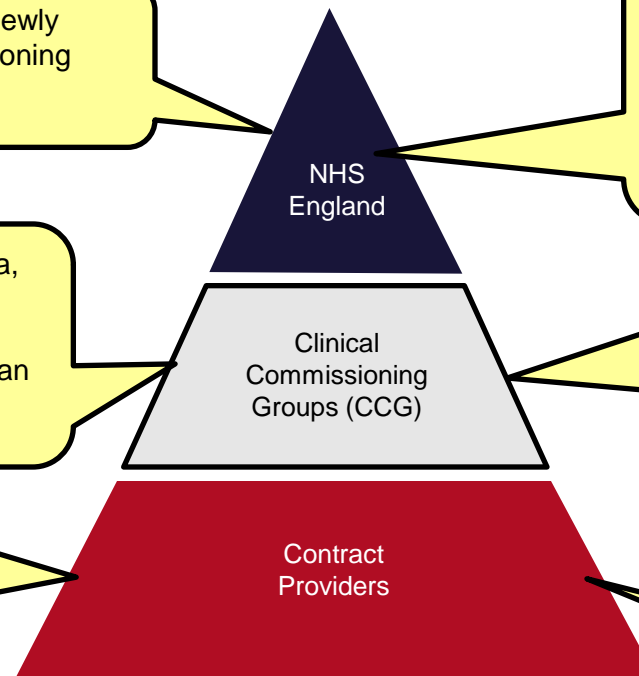 ewly
oning
NHS
England
a,
an
Clinical
Commissioning
Groups (CCG)
Contract
Providers